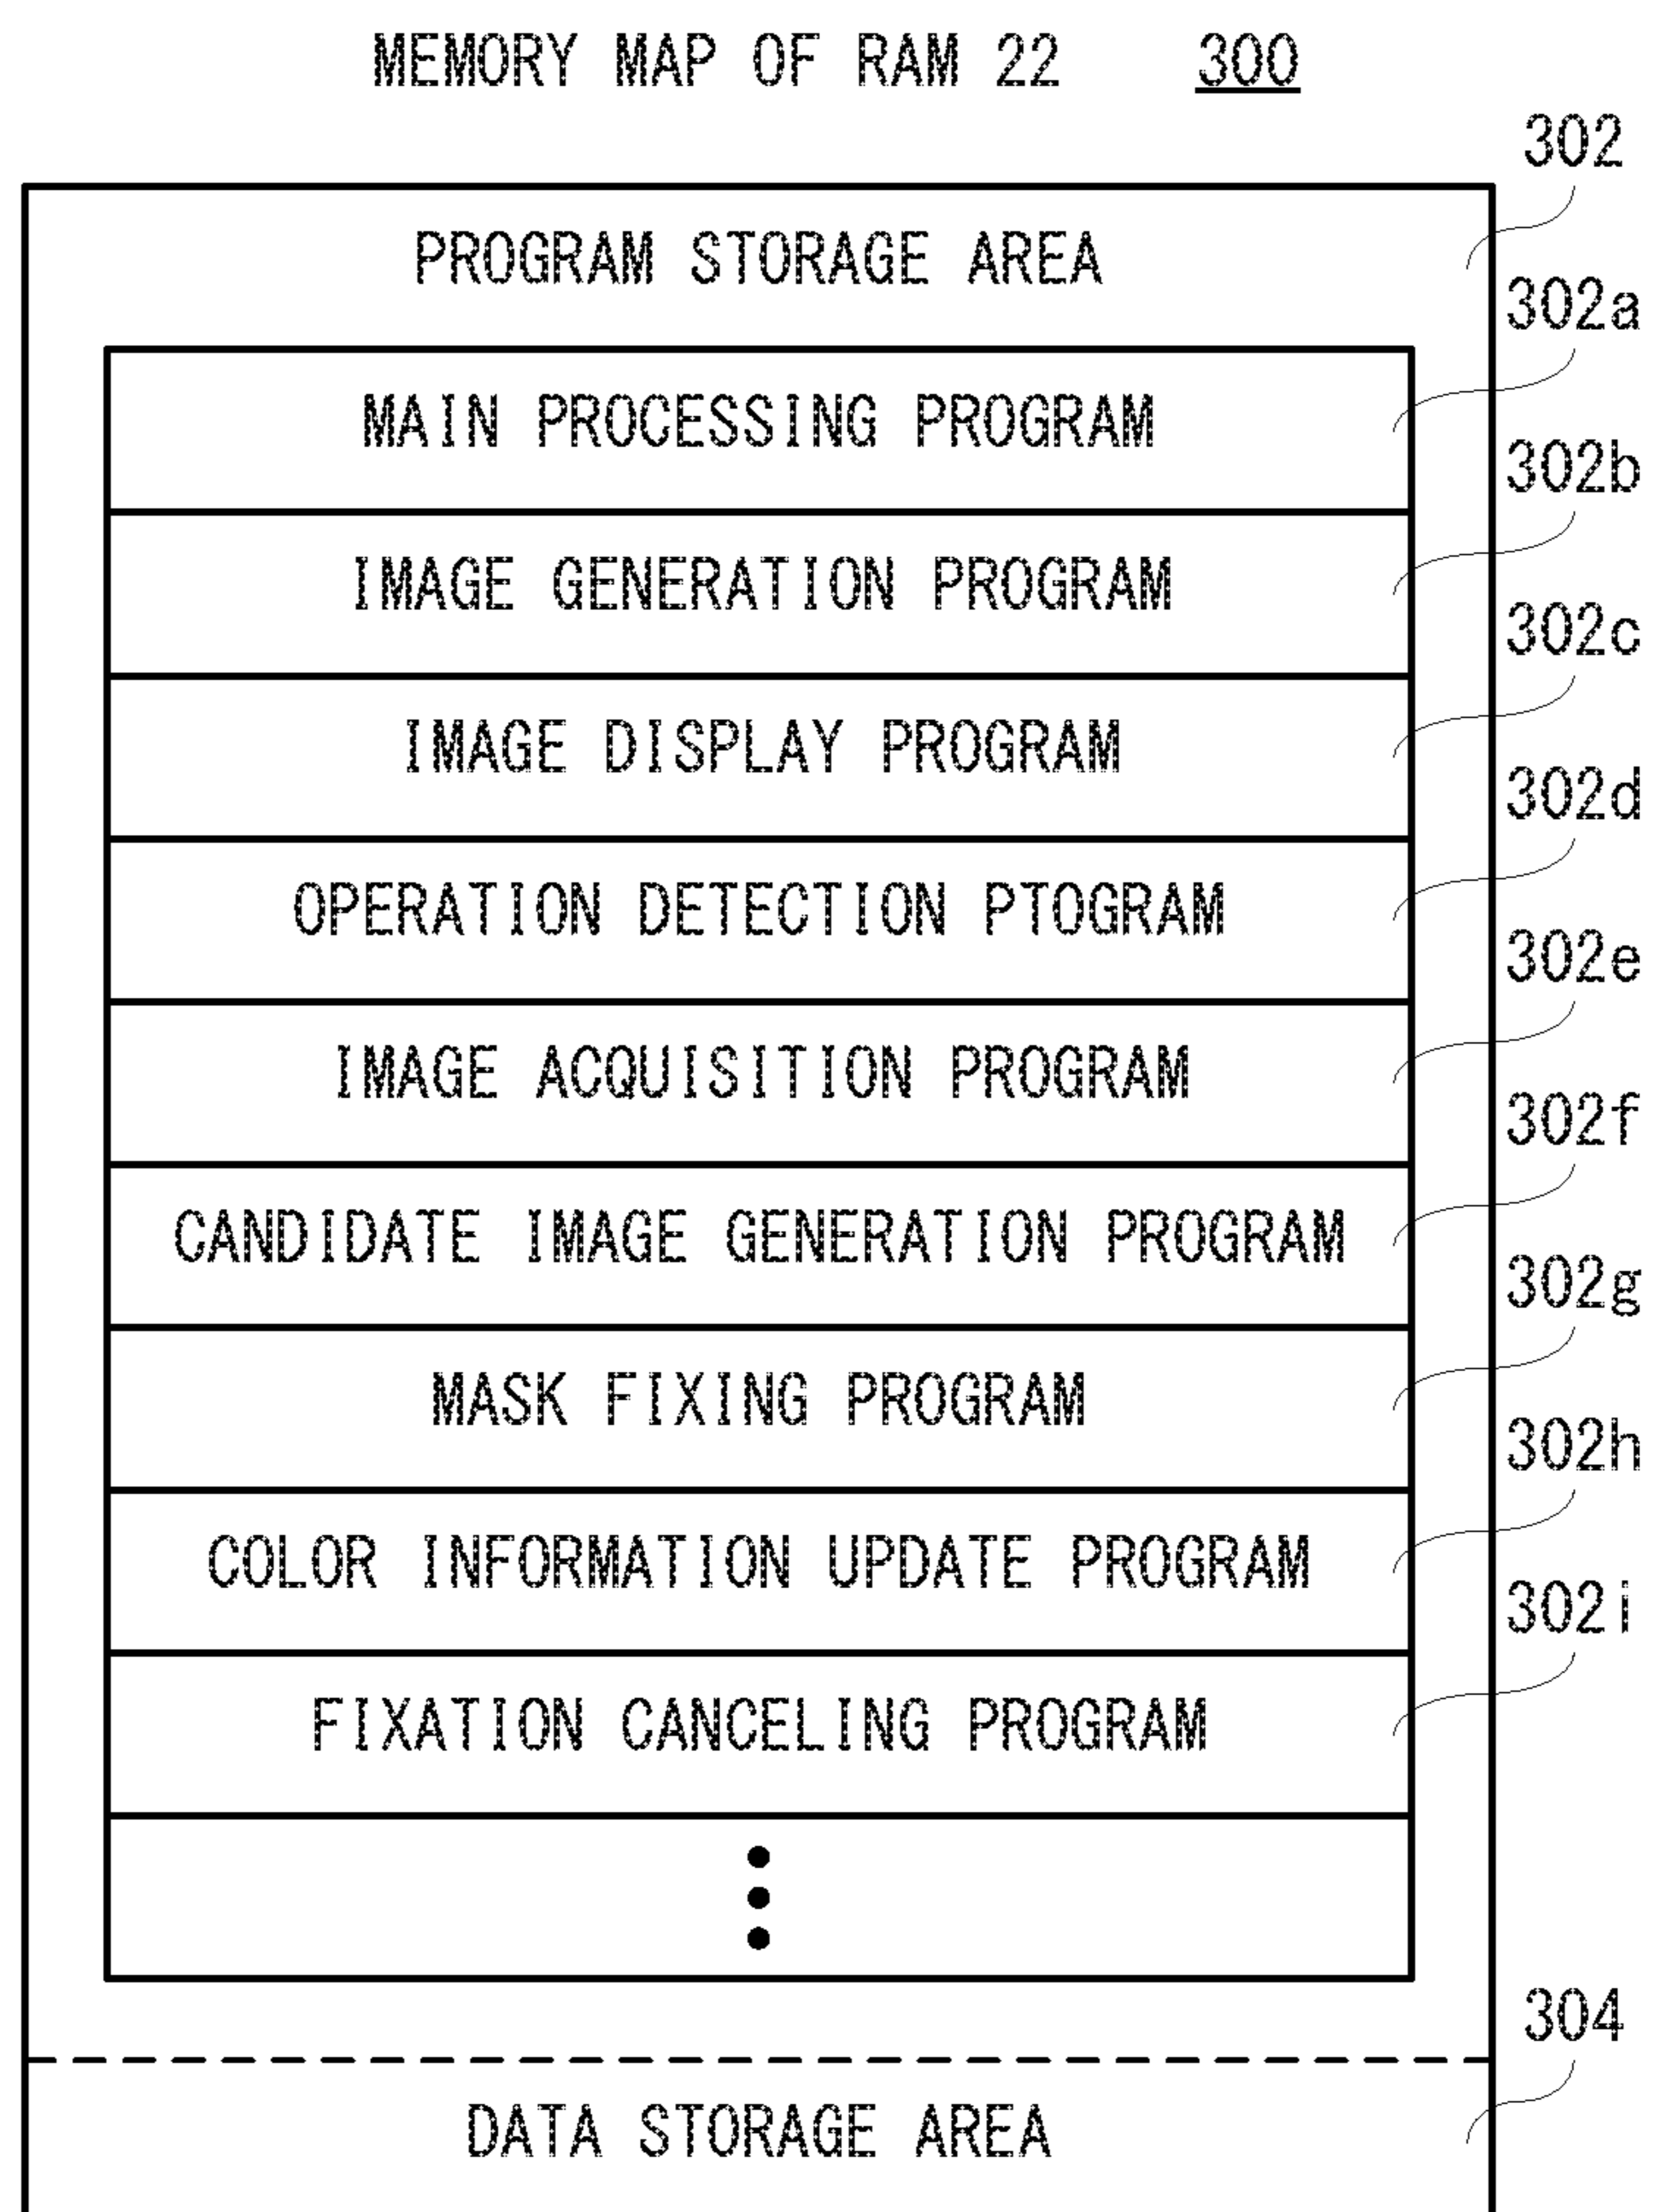 MEMORY MAP OF RAM 22 300
302
PROGRAM STORAGE AREA
302a
MAIN PROCESSING PROGRAM
302b
IMAGE GENERATION PROGRAM
302c
IMAGE DISPLAY PROGRAM
302d
OPERATION DETECTION PTOGRAM
302e
IMAGE ACQUISITION PROGRAM
302f
CANDIDATE IMAGE GENERATION PROGRAM
302g
MASK FIXING PROGRAM
302h
COLOR INFORMATION UPDATE PROGRAM
302i
FIXATION CANCELING PROGRAM
304
DATA STORAGE AREA